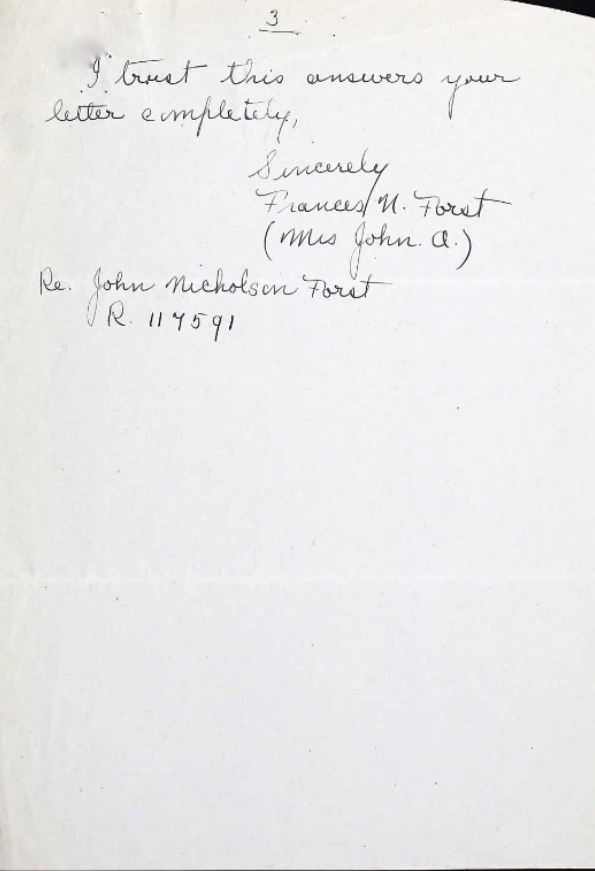 3
I trust this answers your
letter completely,
Sincerely
Frances N. Forst
(Mrs John. A.)
Re. John Nicholson Forst
R. 117591